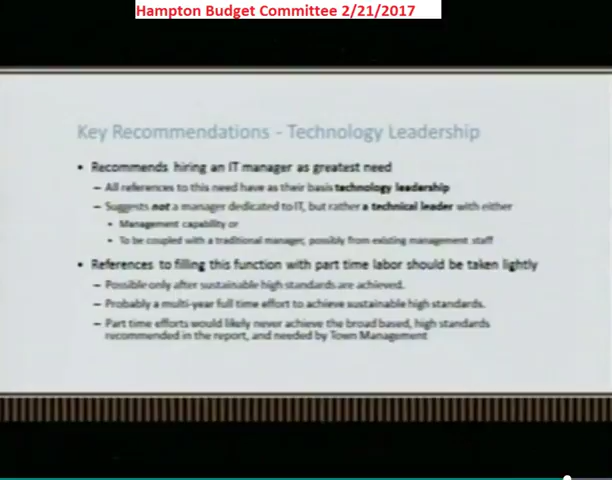 Hampton Budget Committee 2/21/2017
Key Recommendations - Technology Leadership
• Recommends hiring an IT manager as greatest need
– All references to this need have as their basis technology leadership
– Suggests not a manager dedicated to IT, but rather a technical leader with either
• Management capability or
• To be coupled with a traditional manager, possibly from existing management staff
• References to filling this function with part time labor should be taken lightly
– Possible only after sustainable high standards are achieved.
– Probably a multi-year full time effort to achieve sustainable high standards.
– Part time efforts would likely never achieve the broad based, high standards
recommended in the report, and needed by Town Management